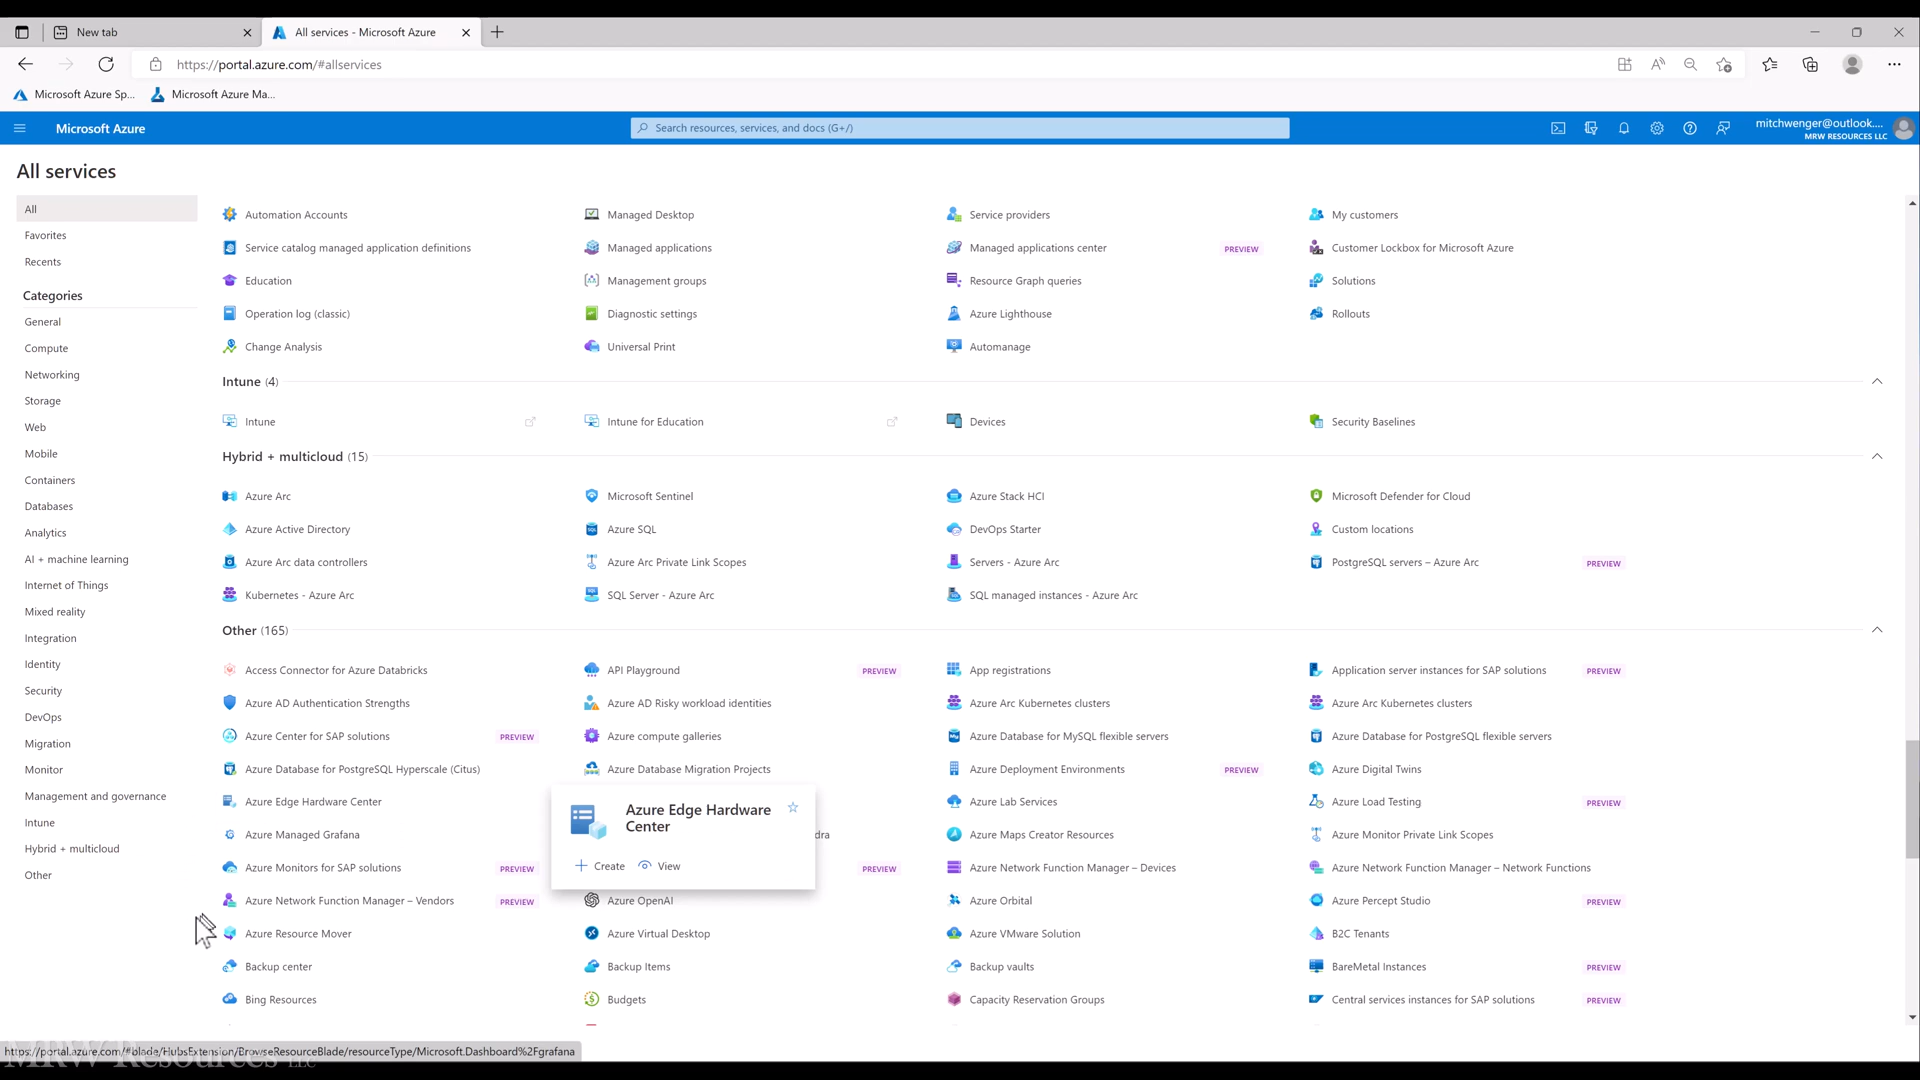 New tab
All services - Microsoft Azure
https://portal.azure.com/#allservices
Microsoft Azure Sp...
Microsoft Azure Ma...
Microsoft Azure
Search resources, services, and docs (G+/)
mitchwenger@outlook....
MRW RESOURCES LLC
All services
All
Favorites
Recents
Categories
General
Compute
Networking
Storage
Web
Mobile
Containers
Databases
Analytics
AI + machine learning
Internet of Things
Mixed reality
Integration
Identity
Security
DevOps
Migration
Monitor
Management and governance
Intune
Hybrid + multicloud
Other
Automation Accounts
Managed Desktop
Service providers
My customers
Service catalog managed application definitions
Managed applications
Managed applications center
PREVIEW
Customer Lockbox for Microsoft Azure
Education
Management groups
Resource Graph queries
Solutions
Operation log (classic)
Diagnostic settings
Azure Lighthouse
Rollouts
Change Analysis
Universal Print
Automanage
Intune (4)
Intune
Intune for Education
Devices
Security Baselines
Hybrid + multicloud (15)
Azure Arc
Microsoft Sentinel
Azure Stack HCI
Microsoft Defender for Cloud
Azure Active Directory
Azure SQL
DevOps Starter
Custom locations
Azure Arc data controllers
Azure Arc Private Link Scopes
Servers - Azure Arc
PostgreSQL servers – Azure Arc
PREVIEW
Kubernetes - Azure Arc
SQL Server - Azure Arc
SQL managed instances - Azure Arc
Other (165)
Access Connector for Azure Databricks
API Playground
PREVIEW
App registrations
Application server instances for SAP solutions
PREVIEW
Azure AD Authentication Strengths
Azure AD Risky workload identities
Azure Arc Kubernetes clusters
Azure Arc Kubernetes clusters
Azure Center for SAP solutions
PREVIEW
Azure compute galleries
Azure Database for MySQL flexible servers
Azure Database for PostgreSQL flexible servers
Azure Database for PostgreSQL Hyperscale (Citus)
Azure Database Migration Projects
Azure Deployment Environments
PREVIEW
Azure Digital Twins
Azure Edge Hardware Center
Azure Edge Hardware
Center
Create
View
Azure Lab Services
Azure Load Testing
PREVIEW
Azure Managed Grafana
dra
Azure Maps Creator Resources
Azure Monitor Private Link Scopes
Azure Monitors for SAP solutions
PREVIEW
PREVIEW
Azure Network Function Manager – Devices
Azure Network Function Manager – Network Functions
Azure Network Function Manager – Vendors
PREVIEW
Azure OpenAI
Azure Orbital
Azure Percept Studio
PREVIEW
Azure Resource Mover
Azure Virtual Desktop
Azure VMware Solution
B2C Tenants
Backup center
Backup Items
Backup vaults
BareMetal Instances
PREVIEW
Bing Resources
Budgets
Capacity Reservation Groups
Central services instances for SAP solutions
PREVIEW
https://portal.azure.com/#blade/HubsExtension/BrowseResourceBlade/resourceType/Microsoft.Dashboard%2Fgrafana
MRW Resources LLC